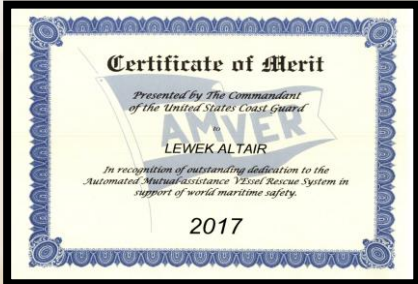 Certificate of Merit
Presented by The Commandant
of the United States Coast Guard
to
AMVER
LEWEK ALTAIR
In recognition of outstanding dedication to the
Automated Mutual-assistance VEssel Rescue System in
support of world maritime safety.
2017